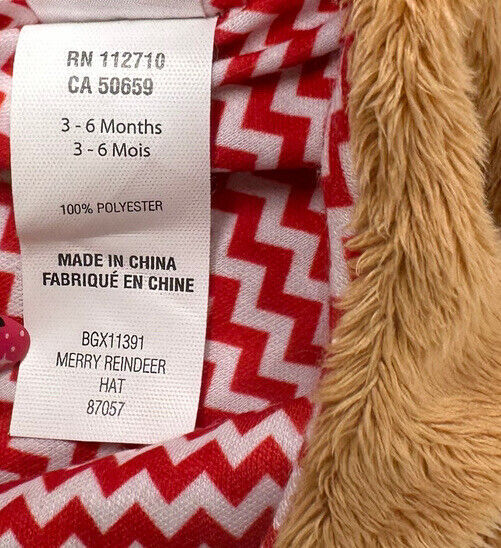 RN 112710
CA 50659
3 - 6 Months
3 - 6 Mois
100% POLYESTER
MADE IN CHINA
FABRIQUÉ EN CHINE
BGX11391
MERRY REINDEER
HAT
87057